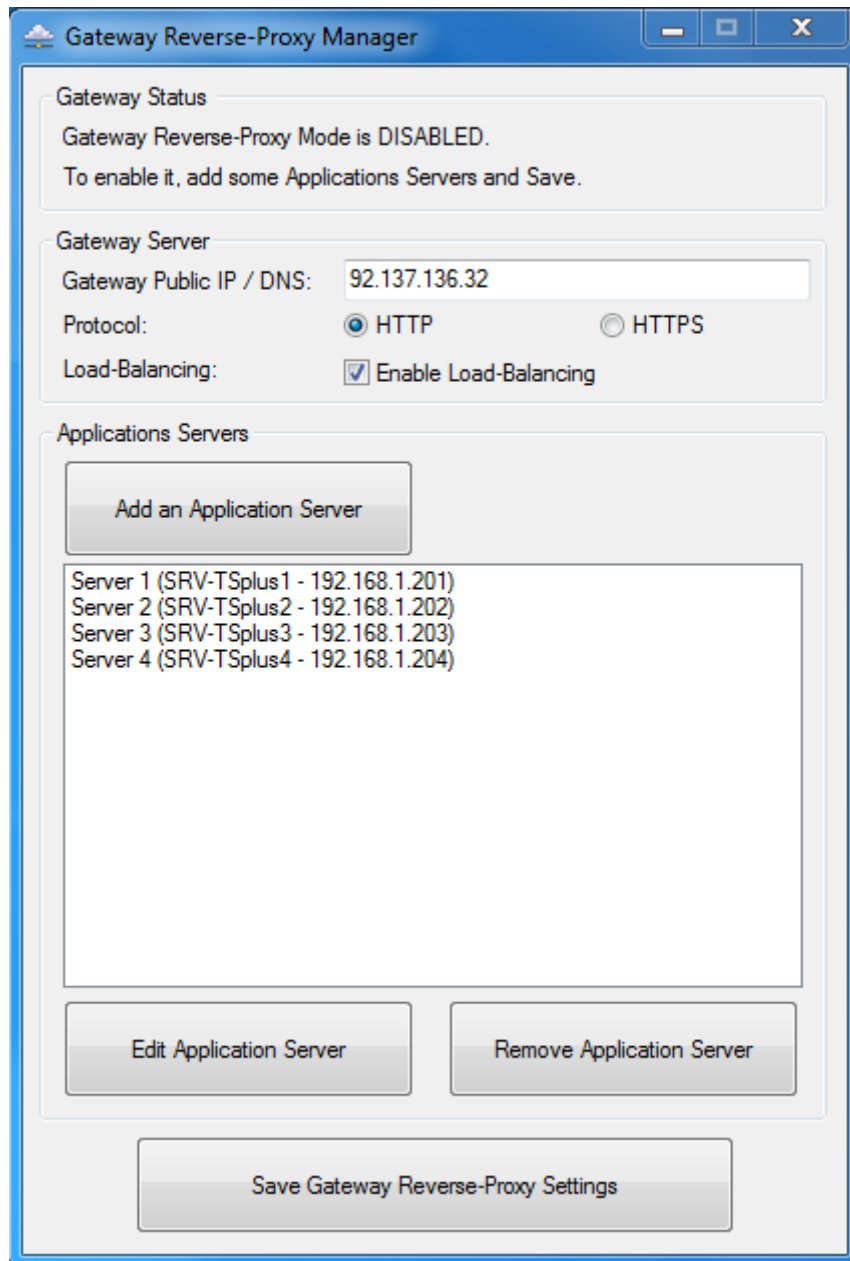 Gateway Reverse-Proxy Manager
Gateway Status
Gateway Reverse-Proxy Mode is DISABLED.
To enable it, add some Applications Servers and Save.
Gateway Server
Gateway Public IP / DNS: 92.137.136.32
Protocol: HTTP HTTPS
Load-Balancing: Enable Load-Balancing
Applications Servers
Add an Application Server
Server 1 (SRV-TSplus1 - 192.168.1.201)
Server 2 (SRV-TSplus2 - 192.168.1.202)
Server 3 (SRV-TSplus3 - 192.168.1.203)
Server 4 (SRV-TSplus4 - 192.168.1.204)
Edit Application Server Remove Application Server
Save Gateway Reverse-Proxy Settings